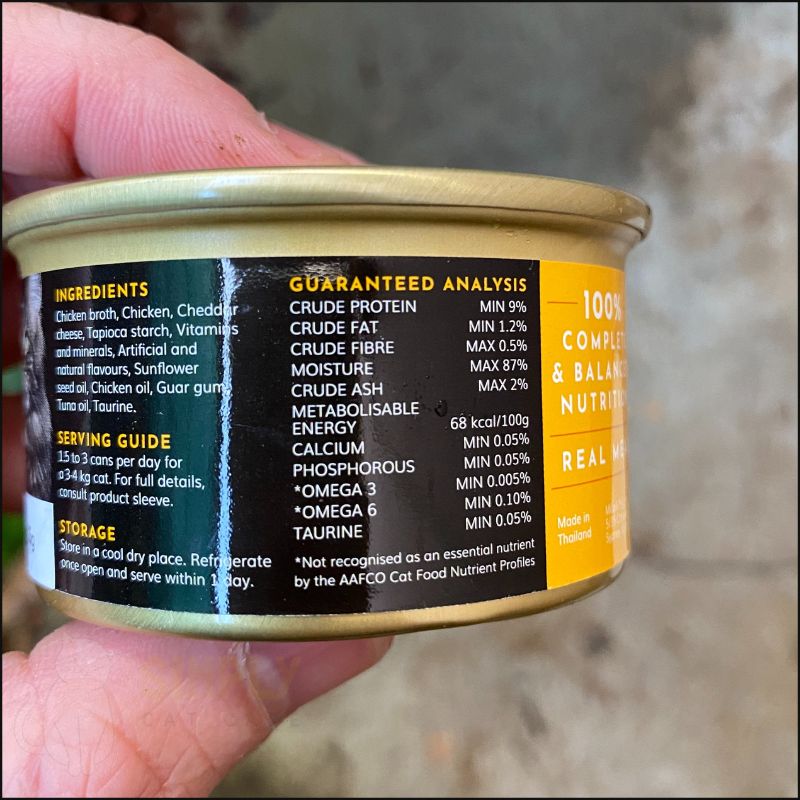 INGREDIENTS
Chicken broth, Chicken, Cheddar
cheese, Tapioca starch, Vitamins
and minerals, Artificial and
natural flavours, Sunflower
seed oil, Chicken oil, Guar gum,
Tuna oil, Taurine.
SERVING GUIDE
1.5 to 3 cans per day for
a 3-4 kg cat. For full details,
consult product sleeve.
STORAGE
Store in a cool dry place. Refrigerate
once open and serve within 1 day.
GUARANTEED ANALYSIS
CRUDE PROTEIN MIN 9%
CRUDE FAT MIN 1.2%
CRUDE FIBRE MAX 0.5%
MOISTURE MAX 87%
CRUDE ASH MAX 2%
METABOLISABLE
ENERGY 68 kcal/100g
CALCIUM MIN 0.05%
PHOSPHOROUS MIN 0.05%
*OMEGA 3 MIN 0.005%
*OMEGA 6 MIN 0.10%
TAURINE MIN 0.05%
*Not recognised as an essential nutrient
by the AAFCO Cat Food Nutrient Profiles
100%
& 
REAL
Made in
Thailand
CAT